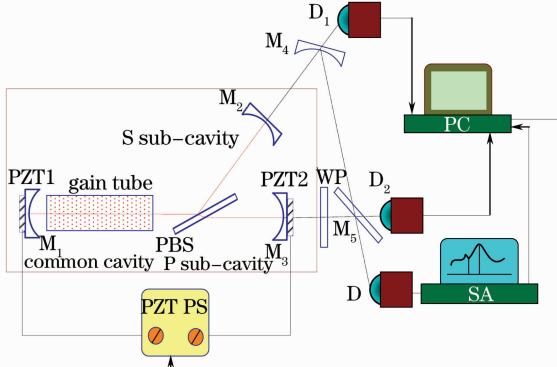 D1
M4
M2
S sub-cavity
PC
PZT1
gain tube
PZT2
WP
D2
M1
PBS
M3
M5
common cavity
P sub-cavity
D
SA
PZT PS